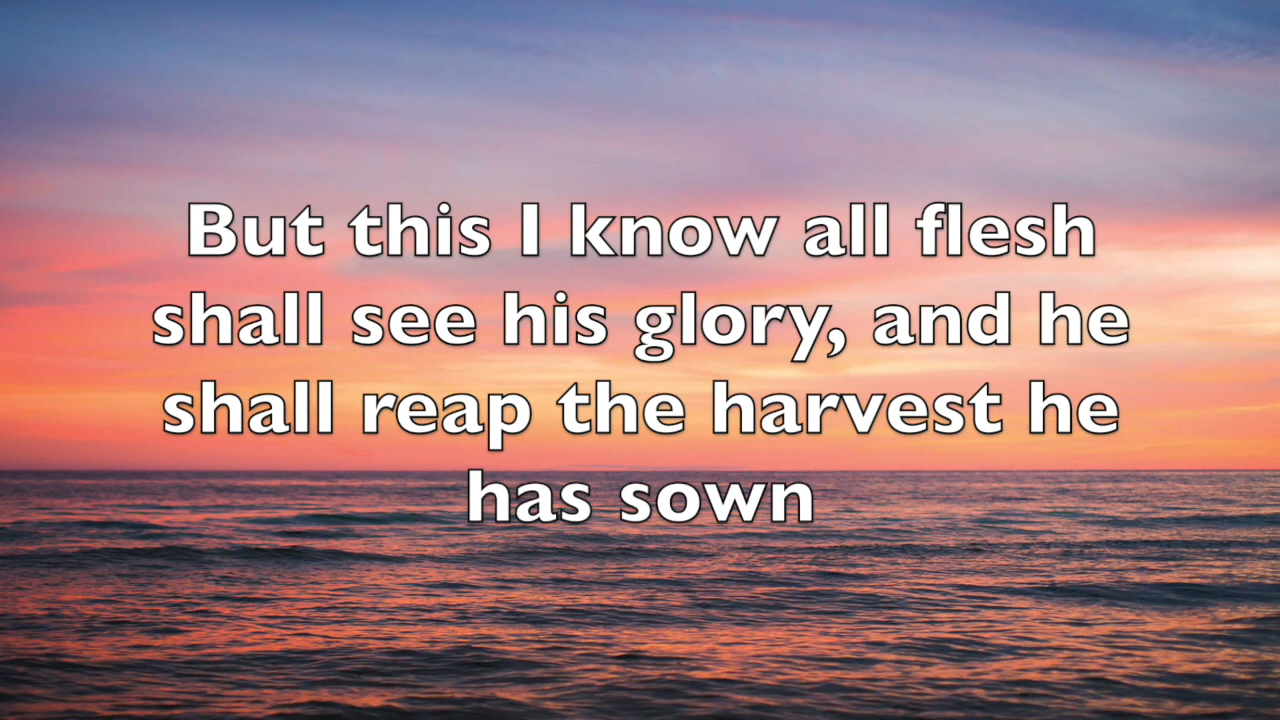 But this I know all flesh
shall see his glory, and he
shall reap the harvest he
has sown